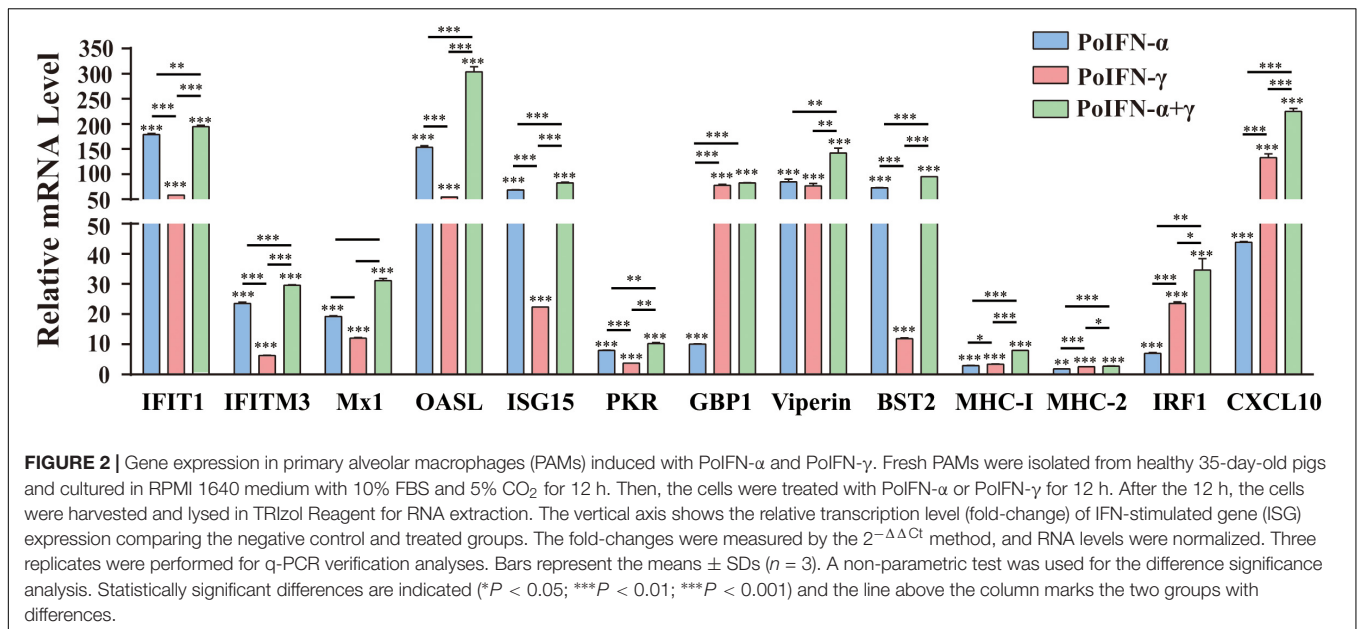 Relative mRNA Level
350
300
250
200
150
100
50
50
40
30
20
10
0
PoIFN-α
PoIFN-γ
PoIFN-α+γ
IFIT1 IFITM3 Mx1 OASL ISG15 PKR GBP1 Viperin BST2 MHC-I MHC-2 IRF1 CXCL10
** *** *** *** *** ***
*** *** *** *** *** ***
*** *** ***
*** *** *** *** *** ***
*** *** *** *** *** ***
** ** *** *** *** ***
*** *** *** *** ***
** ** *** *** ***
*** *** *** *** *** ***
*** *** * *** *** ***
*** * *** ** *** ***
** * *** *** *** ***
*** *** *** *** *** ***
FIGURE 2 | Gene expression in primary alveolar macrophages (PAMs) induced with PoIFN-α and PoIFN-γ. Fresh PAMs were isolated from healthy 35-day-old pigs
and cultured in RPMI 1640 medium with 10% FBS and 5% CO₂ for 12 h. Then, the cells were treated with PoIFN-α or PoIFN-γ for 12 h. After the 12 h, the cells
were harvested and lysed in TRIzol Reagent for RNA extraction. The vertical axis shows the relative transcription level (fold-change) of IFN-stimulated gene (ISG)
expression comparing the negative control and treated groups. The fold-changes were measured by the 2⁻ΔΔCt method, and RNA levels were normalized. Three
replicates were performed for q-PCR verification analyses. Bars represent the means ± SDs (n = 3). A non-parametric test was used for the difference significance
analysis. Statistically significant differences are indicated (*P < 0.05; ***P < 0.01; ***P < 0.001) and the line above the column marks the two groups with
differences.